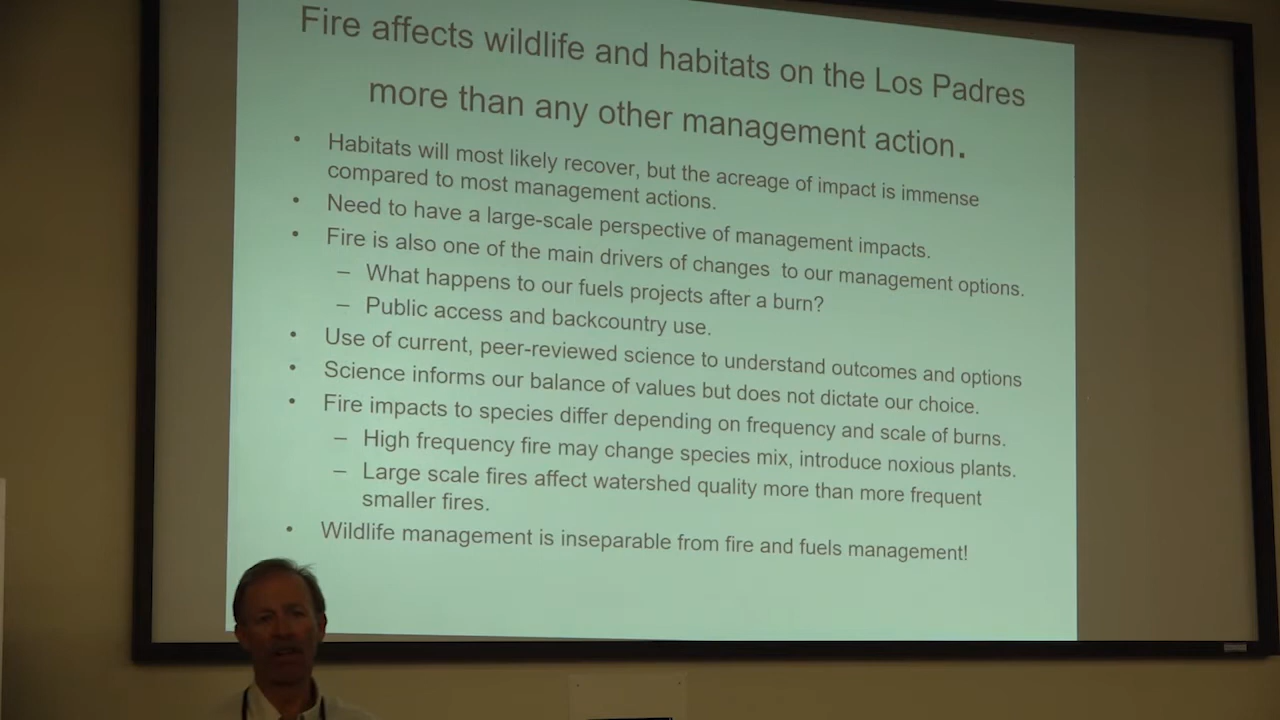 Fire affects wildlife and habitats on the Los Padres
more than any other management action.
• Habitats will most likely recover, but the acreage of impact is immense
compared to most management actions.
• Need to have a large-scale perspective of management impacts.
• Fire is also one of the main drivers of changes to our management options.
– What happens to our fuels projects after a burn?
– Public access and backcountry use.
• Use of current, peer-reviewed science to understand outcomes and options
• Science informs our balance of values but does not dictate our choice.
• Fire impacts to species differ depending on frequency and scale of burns.
– High frequency fire may change species mix, introduce noxious plants.
– Large scale fires affect watershed quality more than more frequent
smaller fires.
• Wildlife management is inseparable from fire and fuels management!